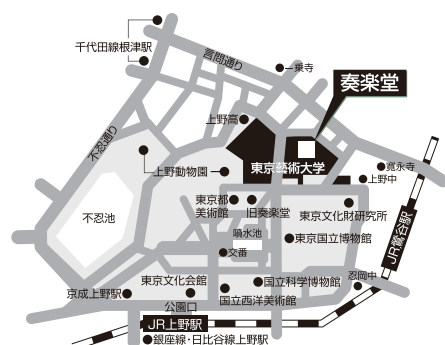 千代田線根津駅
言問通り
一乗寺
奏楽堂
不忍通り
上野高
東京藝術大学
寛永寺
上野中
上野動物園
東京都
美術館
旧奏楽堂
東京文化財研究所
不忍池
噴水池
東京国立博物館
JR鶯谷駅
交番
忍岡中
東京文化会館
国立科学博物館
京成上野駅
公園口
国立西洋美術館
JR上野駅
銀座線・日比谷線上野駅